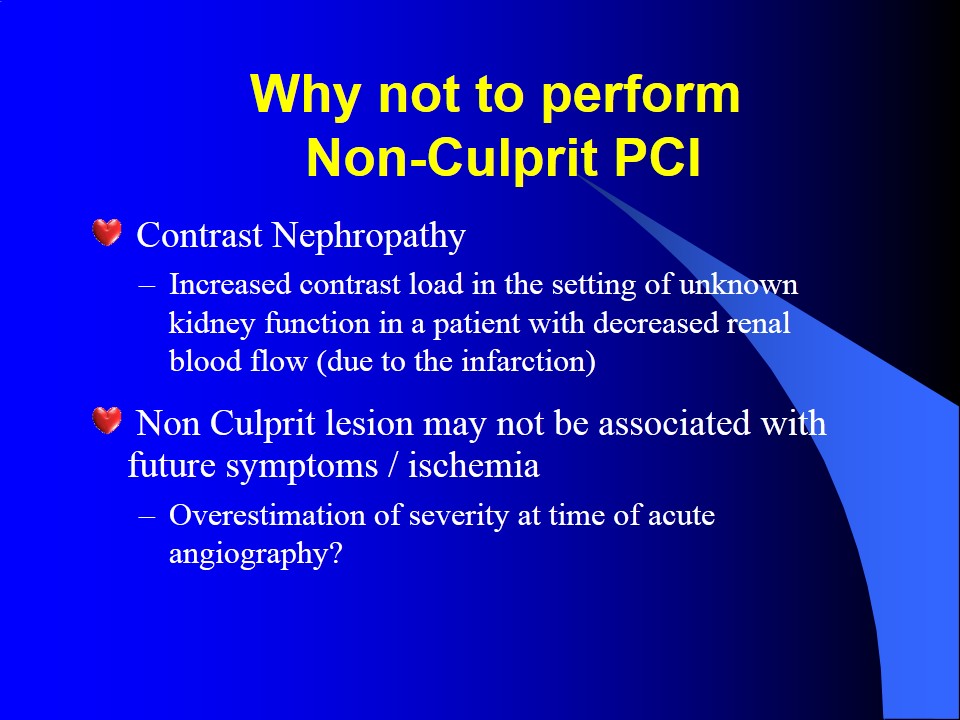 Why not to perform
Non-Culprit PCI
Contrast Nephropathy
– Increased contrast load in the setting of unknown
kidney function in a patient with decreased renal
blood flow (due to the infarction)
Non Culprit lesion may not be associated with
future symptoms / ischemia
– Overestimation of severity at time of acute
angiography?